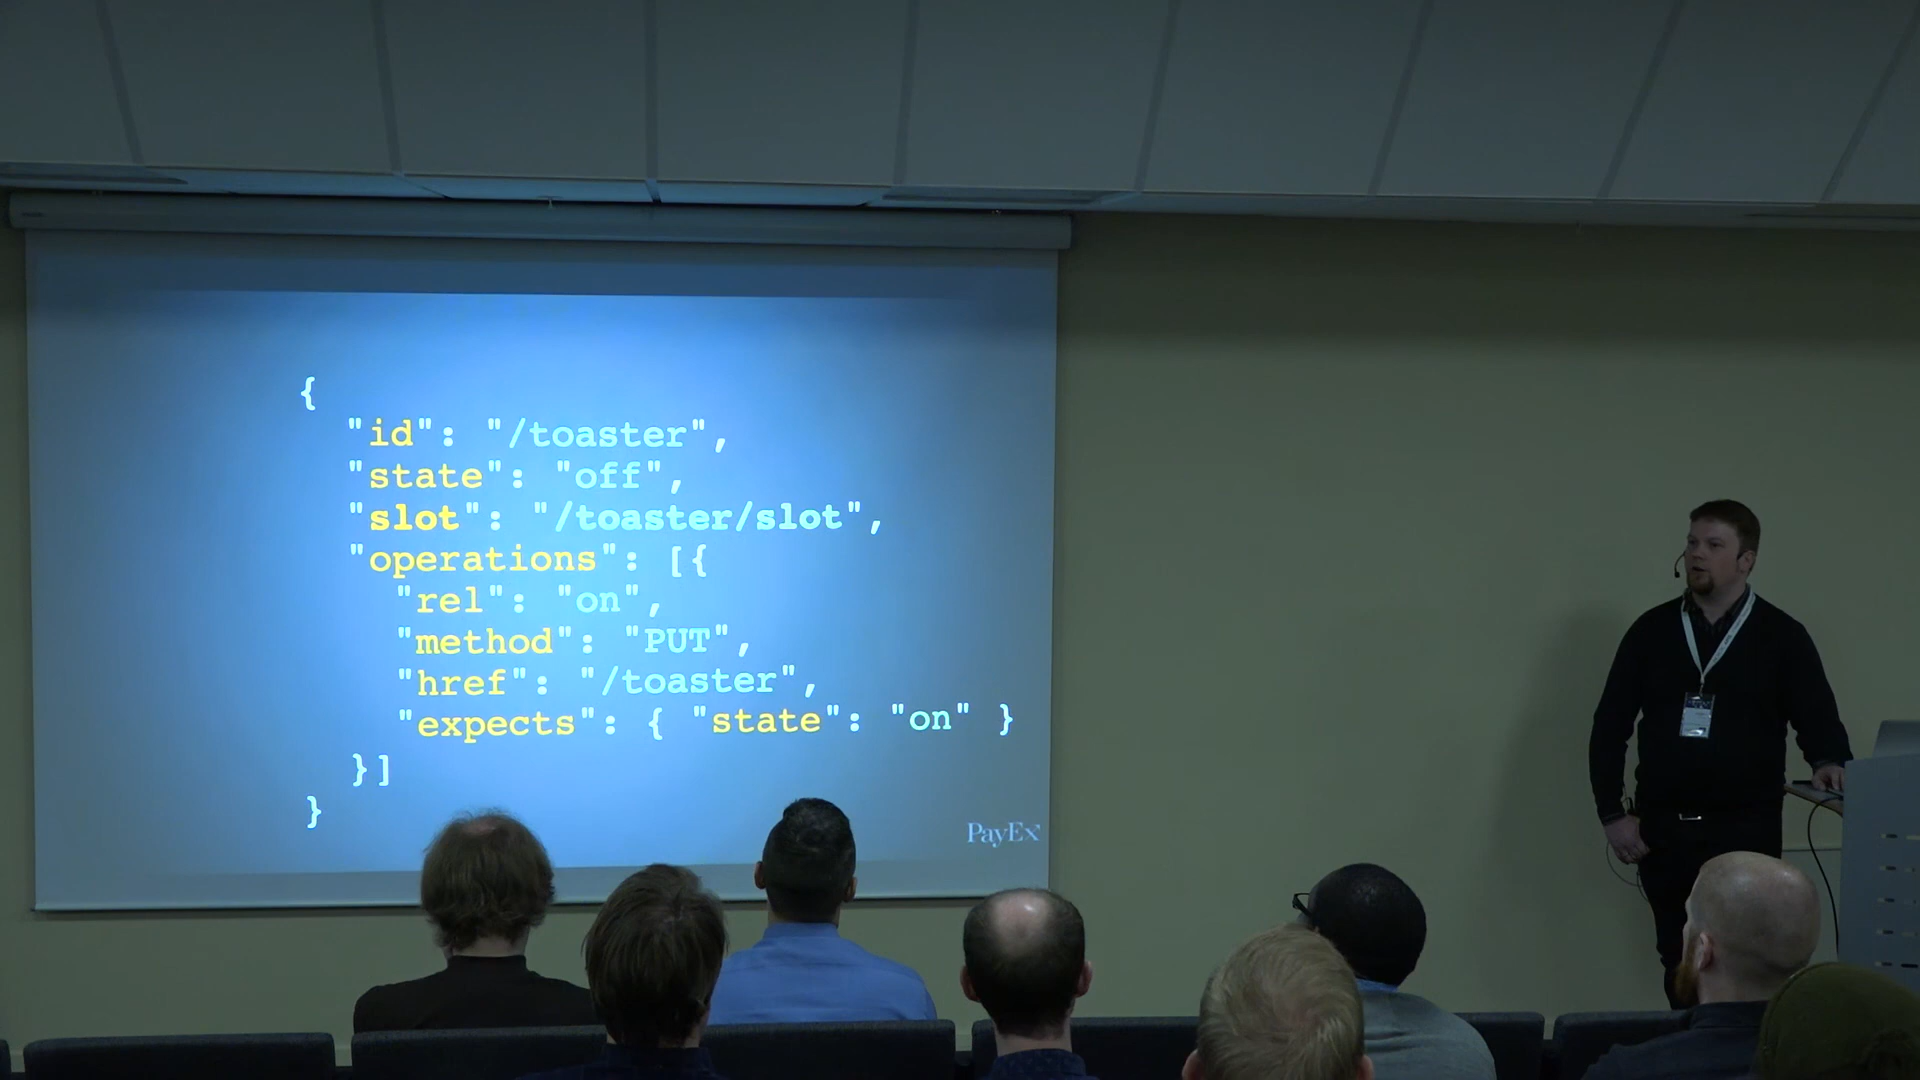 {
"id": "/toaster",
"state": "off",
"slot": "/toaster/slot",
"operations": [{
"rel": "on",
"method": "PUT",
"href": "/toaster",
"expects": { "state": "on" }
}]
}
PayEx